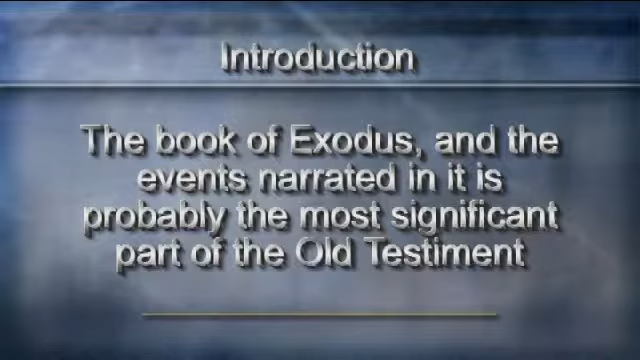 Introduction
The book of Exodus, and the
events narrated in it is
probably the most significant
part of the Old Testiment